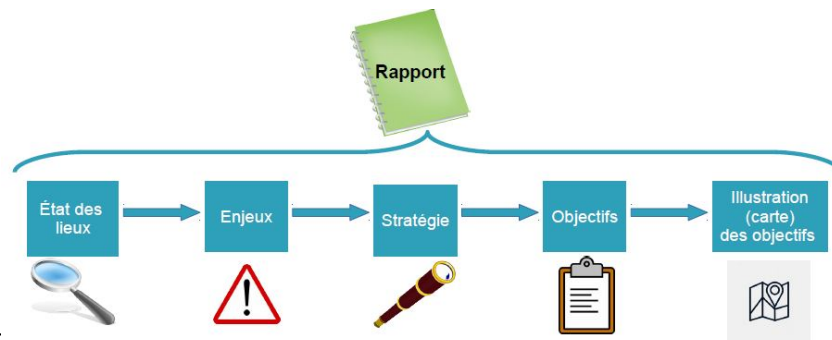 Rapport
État des
lieux
Enjeux
Stratégie
Objectifs
Illustration
(carte)
des objectifs